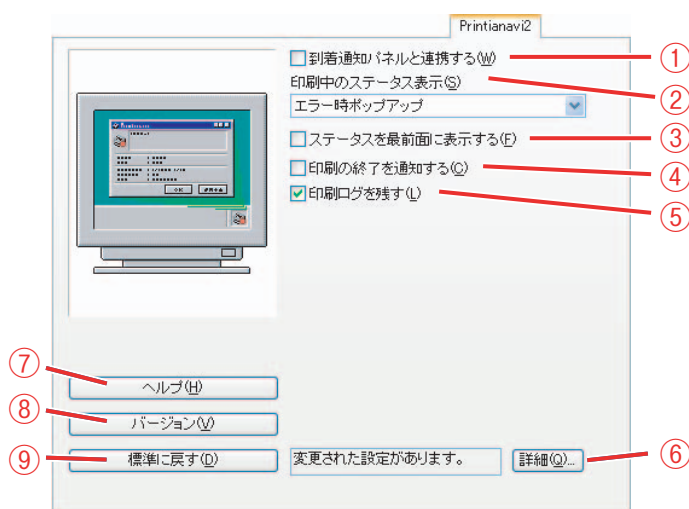 Printianavi2
到着通知パネルと連携する(W)
①
印刷中のステータス表示(S)
②
エラー時ポップアップ
ステータスを最前面に表示する(F)
③
印刷の終了を通知する(C)
④
印刷ログを残す(L)
⑤
⑦
ヘルプ(H)
⑧
バージョン(V)
⑨
標準に戻す(D)
変更された設定があります。
詳細(Q)...
⑥